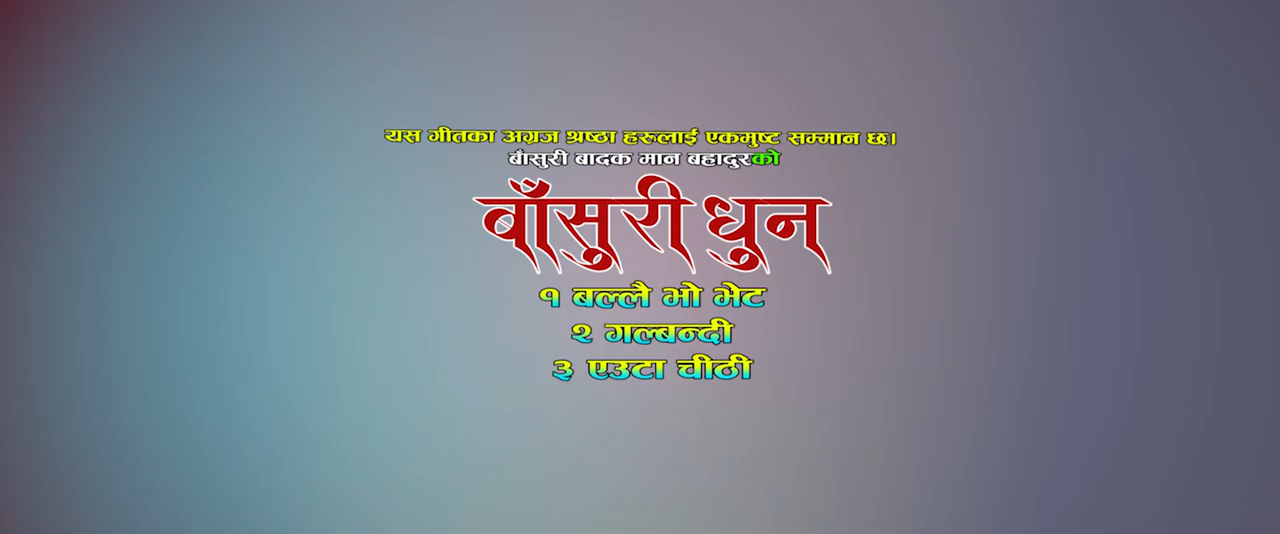 यस गीतका अग्रज श्रष्ठा हरुलाई एकमुष्ट सम्मान छ।
बाँसुरी बादक मान बहादुरको
बाँसुरी धुन्
१ बल्लै भो भेट
२ गल्बन्दी
३ एउटा चीठी